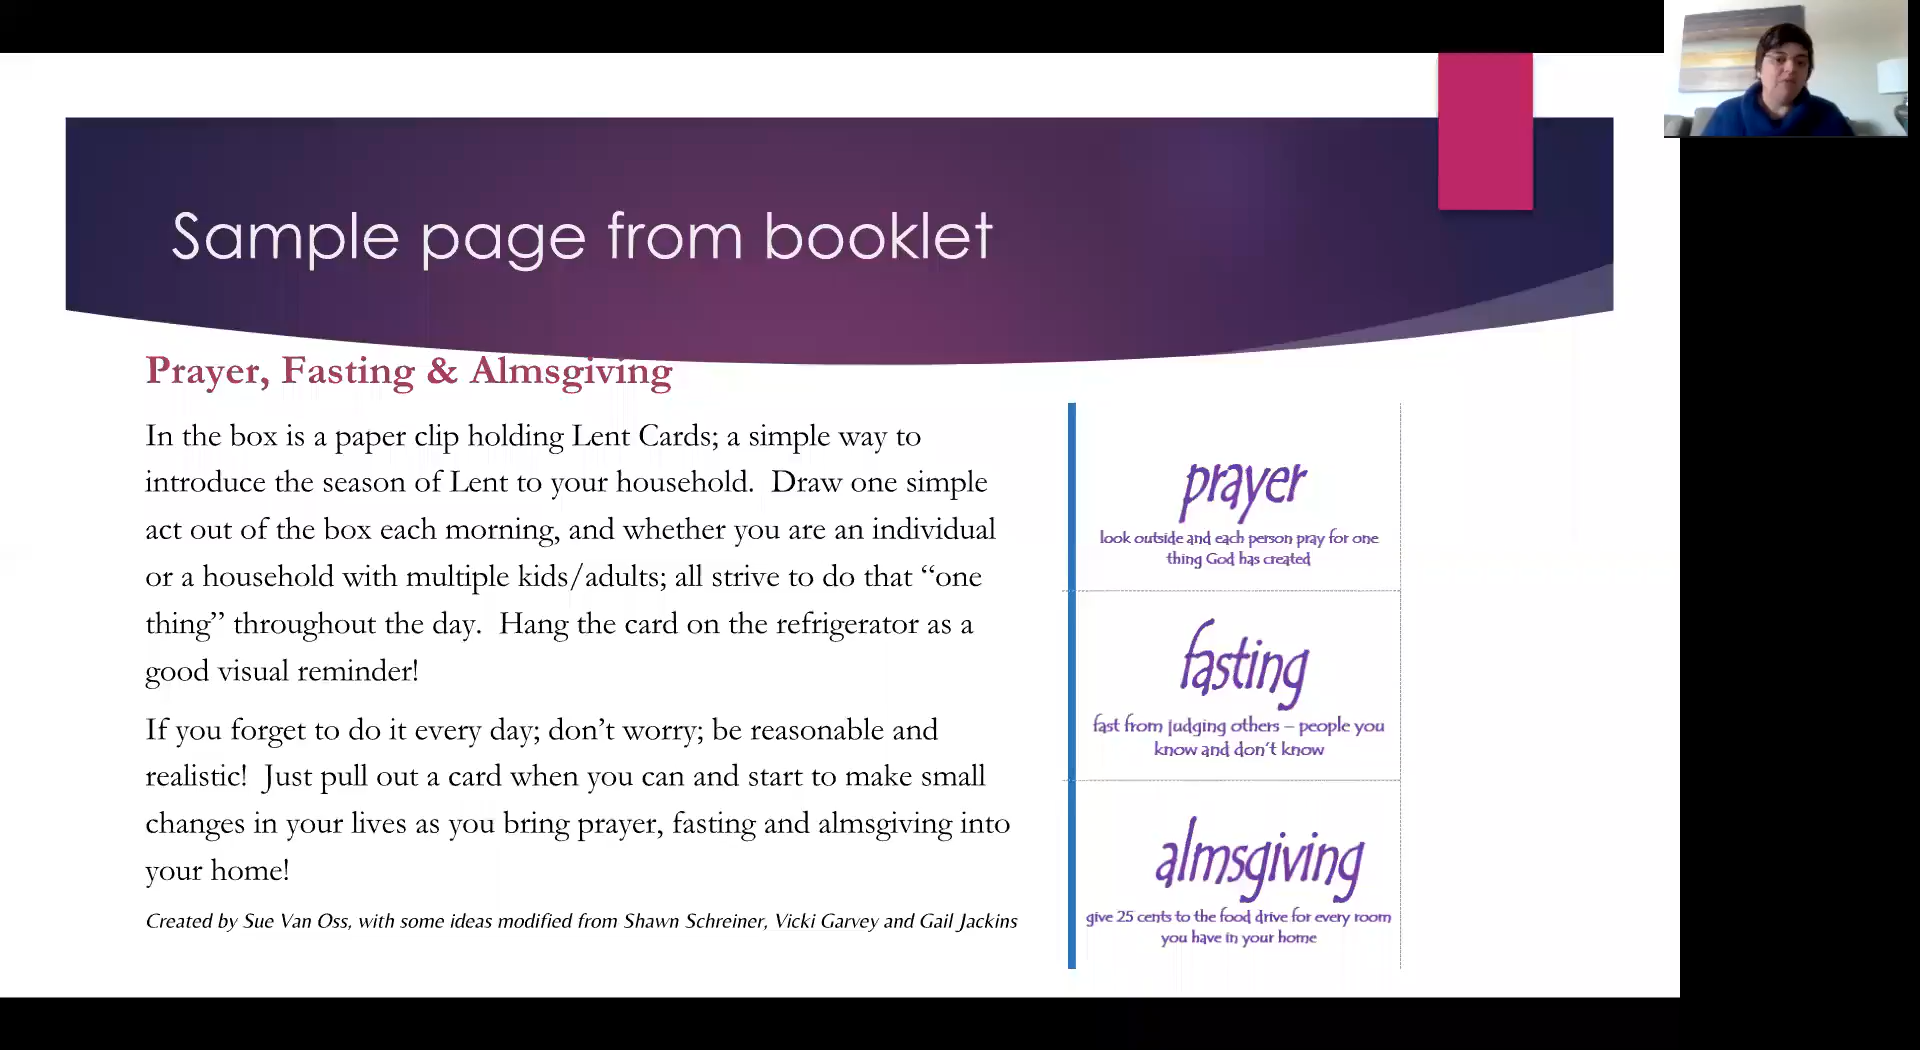 Sample page from booklet
Prayer, Fasting & Almsgiving
In the box is a paper clip holding Lent Cards; a simple way to
introduce the season of Lent to your household.  Draw one simple
act out of the box each morning, and whether you are an individual
or a household with multiple kids/adults; all strive to do that “one
thing” throughout the day.  Hang the card on the refrigerator as a
good visual reminder!
If you forget to do it every day; don’t worry; be reasonable and
realistic!  Just pull out a card when you can and start to make small
changes in your lives as you bring prayer, fasting and almsgiving into
your home!
Created by Sue Van Oss, with some ideas modified from Shawn Schreiner, Vicki Garvey and Gail Jackins
prayer
look outside and each person pray for one
thing God has created
fasting
fast from judging others – people you
know and don’t know
almsgiving
give 25 cents to the food drive for every room
you have in your home